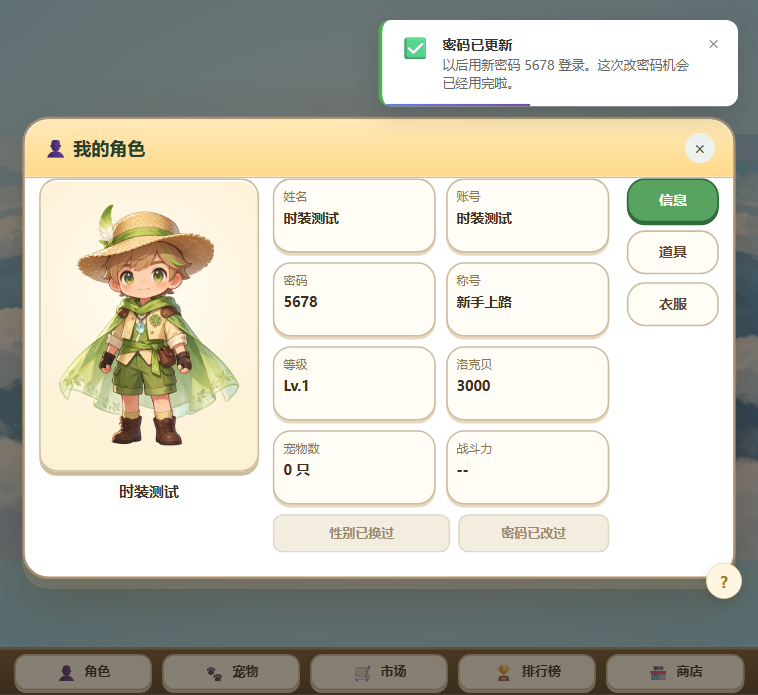 密码已更新
以后用新密码 5678 登录。这次改密码机会
已经用完啦。
我的角色
姓名
时装测试
账号
时装测试
信息
密码
5678
称号
新手上路
道具
衣服
等级
Lv.1
洛克贝
3000
宠物数
0 只
战斗力
--
时装测试
性别已换过
密码已改过
?
角色
宠物
市场
排行榜
商店